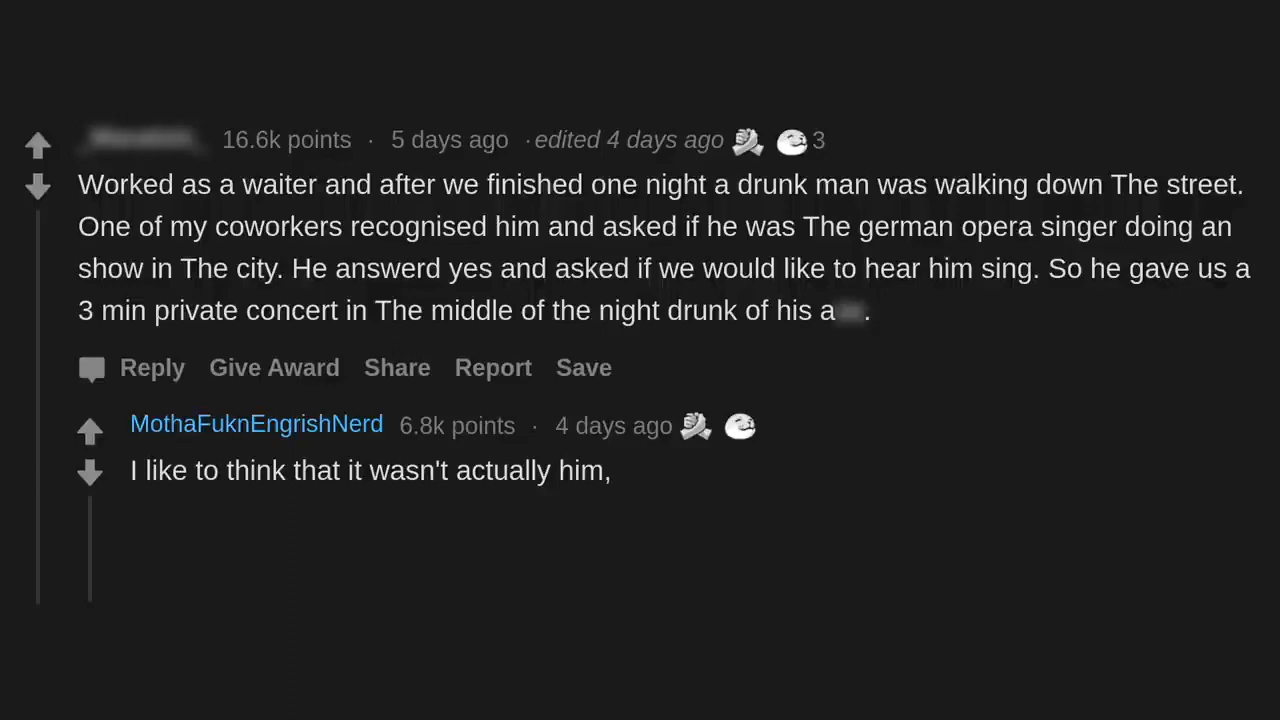 16.6k points · 5 days ago · edited 4 days ago 3
Worked as a waiter and after we finished one night a drunk man was walking down The street.
One of my coworkers recognised him and asked if he was The german opera singer doing an
show in The city. He answerd yes and asked if we would like to hear him sing. So he gave us a
3 min private concert in The middle of the night drunk of his a .
Reply Give Award Share Report Save
MothaFuknEngrishNerd 6.8k points · 4 days ago
I like to think that it wasn't actually him,